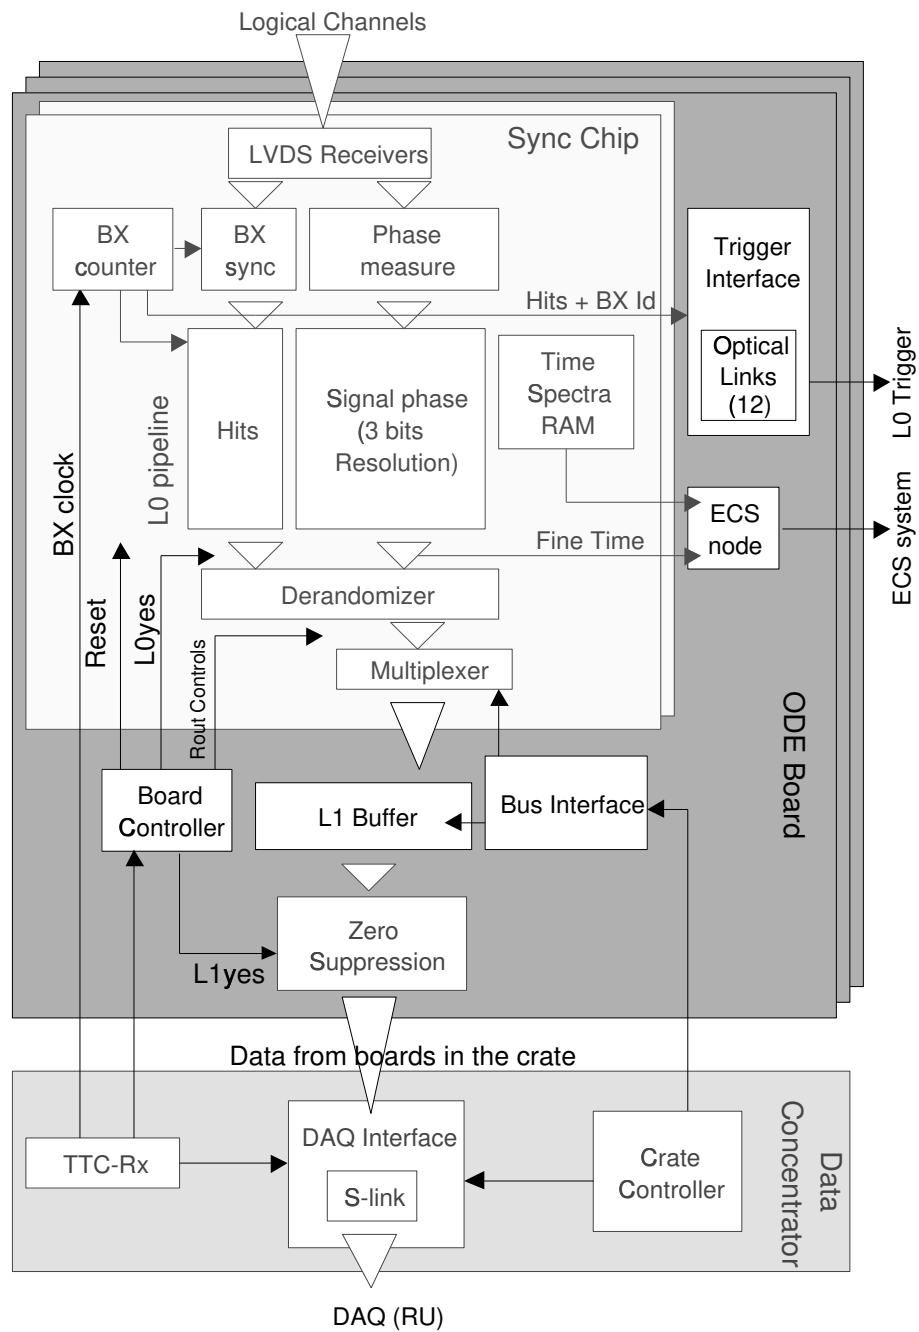 Logical Channels
Sync Chip
LVDS Receivers
BX
counter
BX
sync
Phase
measure
Trigger
Interface
Hits + BX Id
Optical
Links
(12)
L0 Trigger
Time
Spectra
RAM
Hits
Signal phase
(3 bits
Resolution)
L0 pipeline
BX clock
ECS
node
ECS system
Fine Time
Derandomizer
Reset
L0yes
Rout Controls
Multiplexer
ODE Board
Board
Controller
L1 Buffer
Bus Interface
Zero
Suppression
L1yes
Data from boards in the crate
Data
Concentrator
TTC-Rx
DAQ Interface
S-link
Crate
Controller
DAQ (RU)